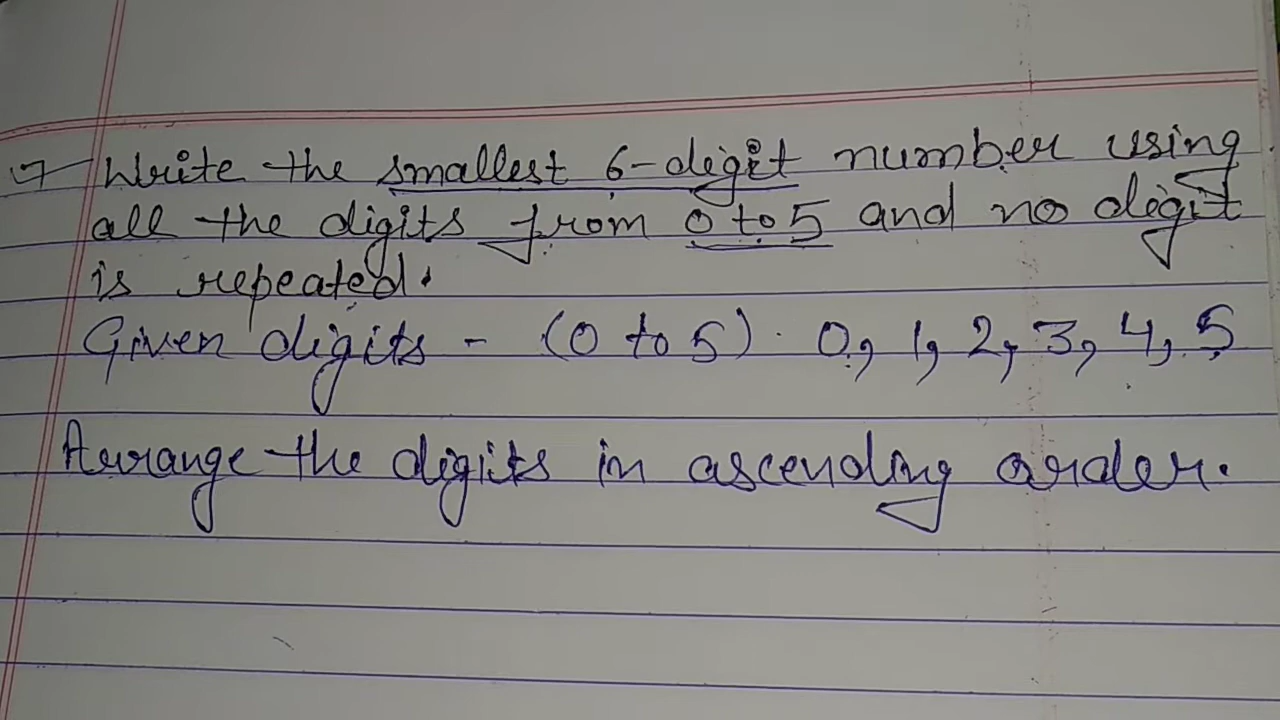 7 Write the smallest 6-digit number using
all the digits from 0 to 5 and no digit
is repeated.
Given digits - (0 to 5). 0, 1, 2, 3, 4, 5
Arrange the digits in ascending order.